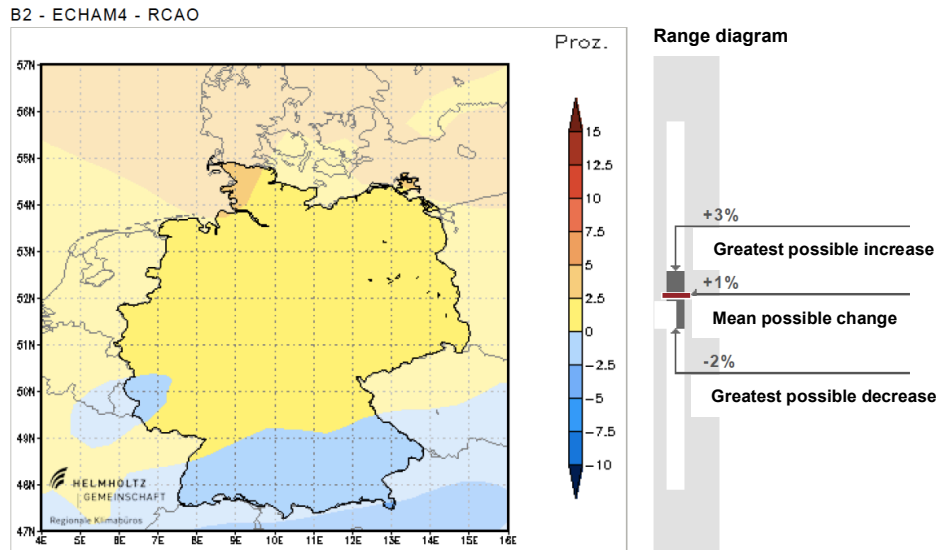 B2 - ECHAM4 - RCAO
Proz.
57N
56N
55N
54N
53N
52N
51N
50N
49N
48N
47N
4E 5E 6E 7E 8E 9E 10E 11E 12E 13E 14E 15E 16E
HELMHOLTZ
GEMEINSCHAFT
Regionale Klimabüros
15
12.5
10
7.5
5
2.5
0
-2.5
-5
-7.5
-10
Range diagram
+3%
Greatest possible increase
+1%
Mean possible change
-2%
Greatest possible decrease